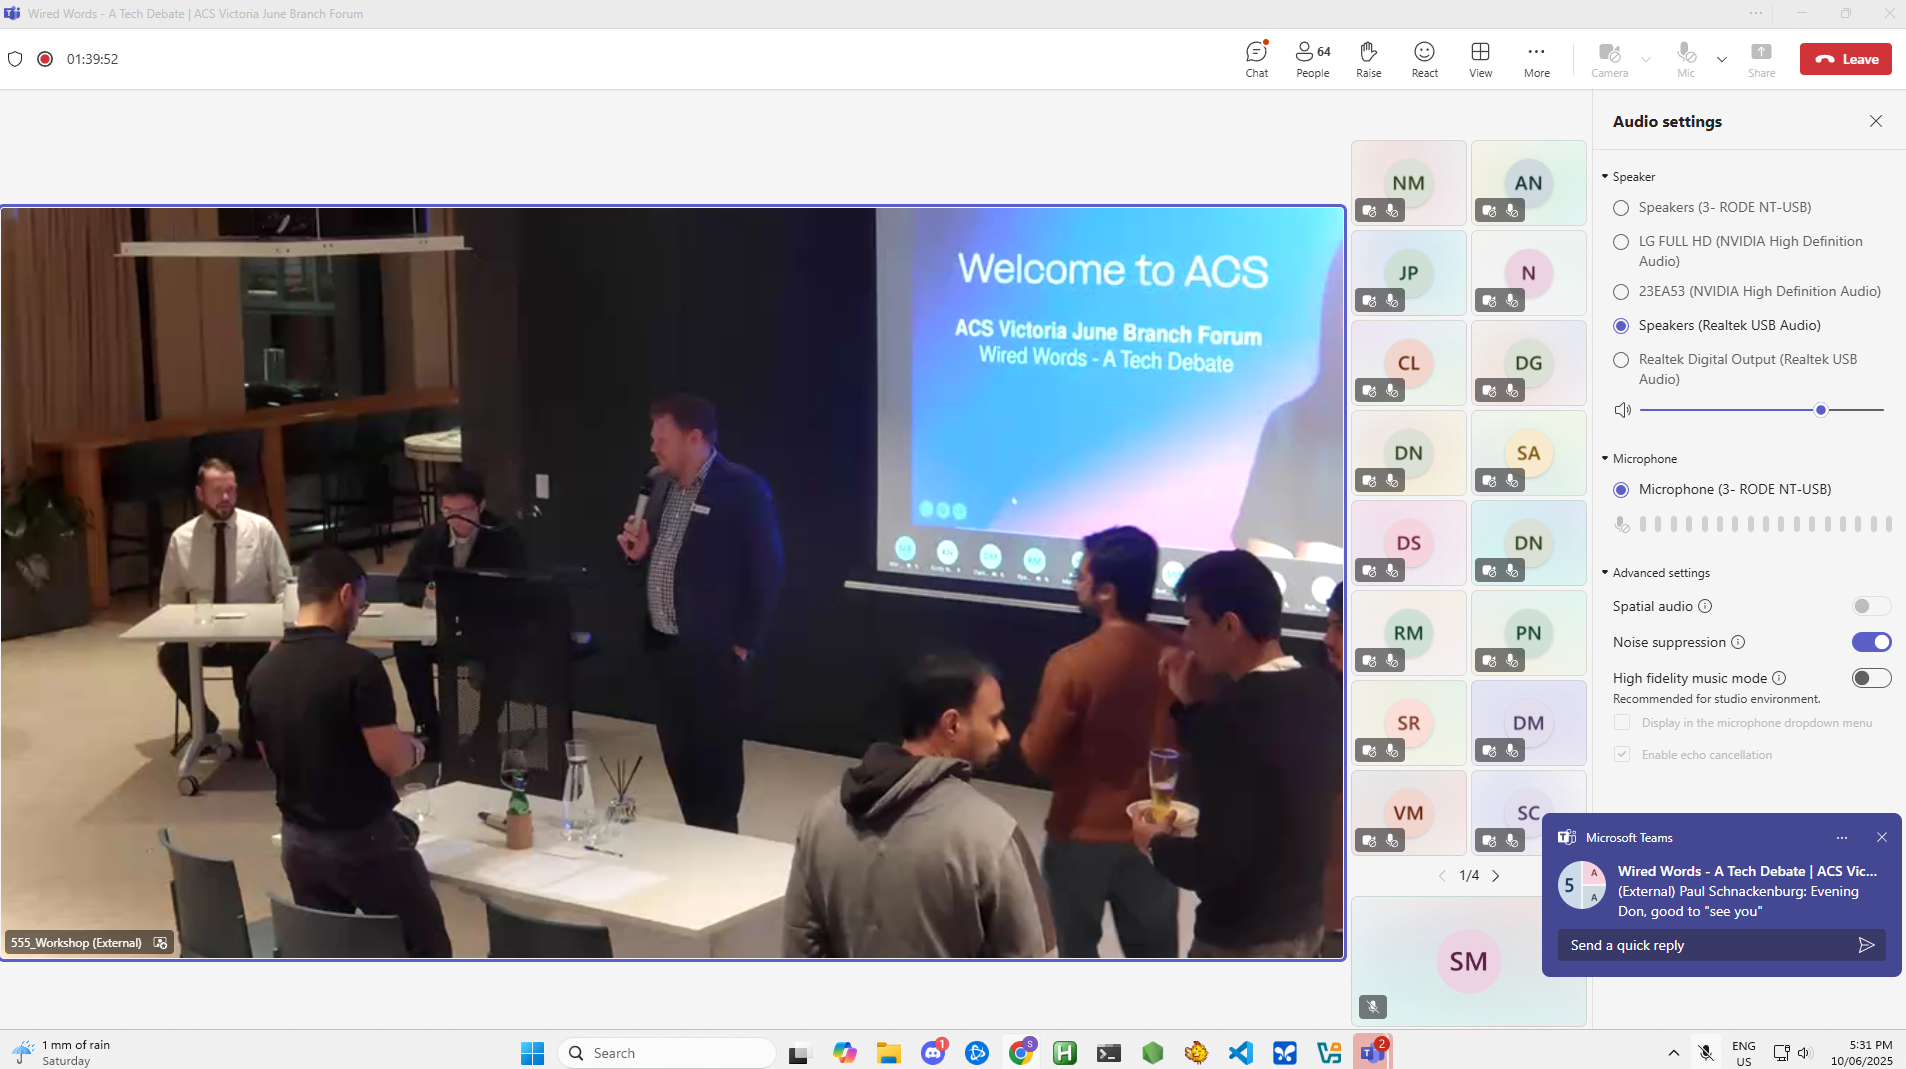 Wired Words - A Tech Debate | ACS Victoria June Branch Forum
01:39:52
Chat
64
People
Raise
React
View
More
Camera
Mic
Share
Leave
Welcome to ACS
ACS Victoria June Branch Forum
Wired Words - A Tech Debate
555_Workshop (External)
NM
AN
JP
N
CL
DG
DN
SA
DS
DN
RM
PN
SR
DM
VM
SC
1/4
SM
Audio settings
Speaker
Speakers (3- RODE NT-USB)
LG FULL HD (NVIDIA High Definition
Audio)
23EA53 (NVIDIA High Definition Audio)
Speakers (Realtek USB Audio)
Realtek Digital Output (Realtek USB
Audio)
Microphone
Microphone (3- RODE NT-USB)
Advanced settings
Spatial audio
Noise suppression
High fidelity music mode
Recommended for studio environment.
Display in the microphone dropdown menu
Enable echo cancellation
Microsoft Teams
5
A
A
Wired Words - A Tech Debate | ACS Vic...
(External) Paul Schnackenburg: Evening
Don, good to "see you"
Send a quick reply
1 mm of rain
Saturday
Search
1
S
2
ENG
US
5:31 PM
10/06/2025